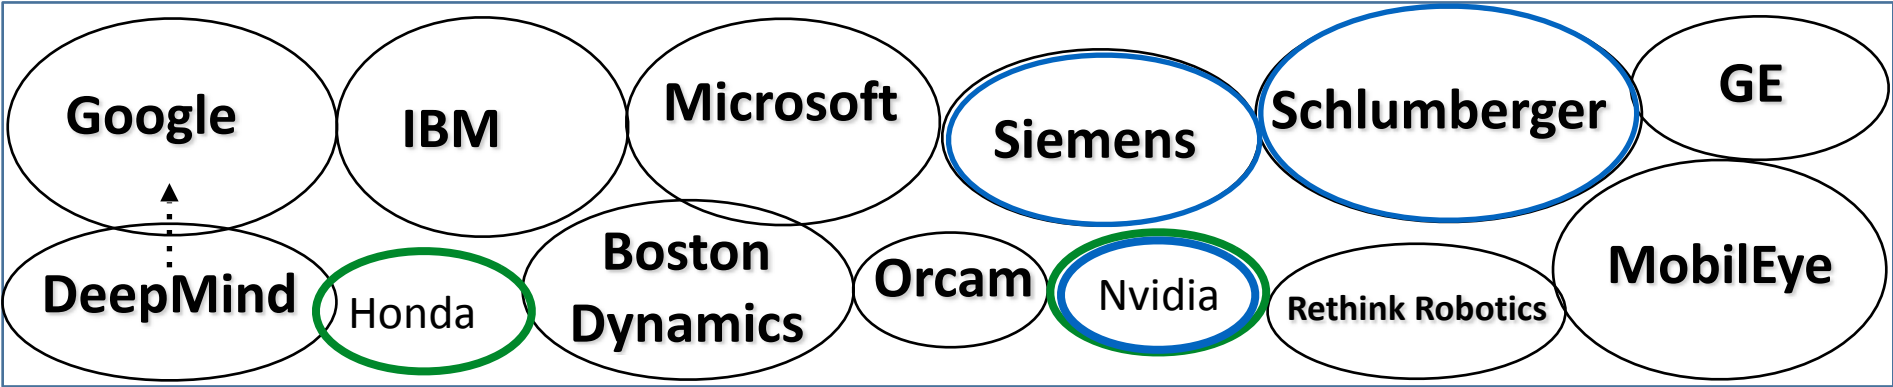 Google
IBM
Microsoft
Siemens
Schlumberger
GE
DeepMind
Honda
Boston
Dynamics
Orcam
Nvidia
Rethink Robotics
MobilEye